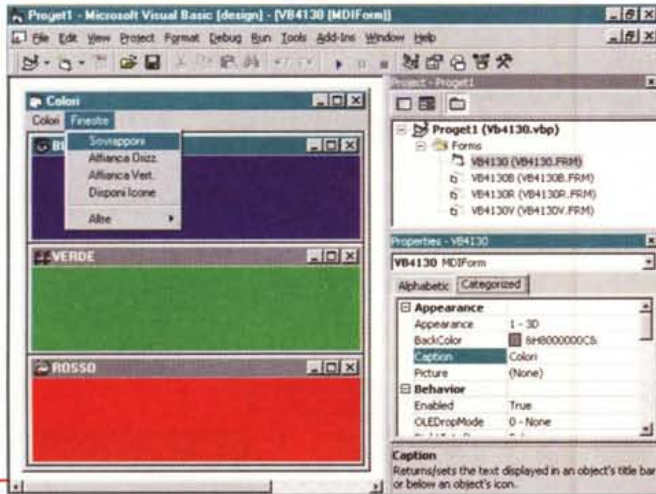 Proget1 - Microsoft Visual Basic [design] - [VB4130 [MDIForm]]
File Edit View Project Format Debug Run Tools Add-Ins Window Help
Project - Proget1
Colori
Colori Finestre
Sovrapponi
Affianca Orizz.
Affianca Vert.
Disponi Icone
Altre
VERDE
ROSSO
Proget1 (Vb4130.vbp)
Forms
VB4130 (VB4130.FRM)
VB4130B (VB4130B.FRM)
VB4130R (VB4130R.FRM)
VB4130V (VB4130V.FRM)
Properties - VB4130
VB4130 MDIForm
Alphabetic Categorized
Appearance
Appearance 1 - 3D
BackColor &H8000000C&
Caption Colori
Picture (None)
Behavior
Enabled True
OLEDropMode 0 - None
Caption
Returns/sets the text displayed in an object's title bar
or below an object's icon.